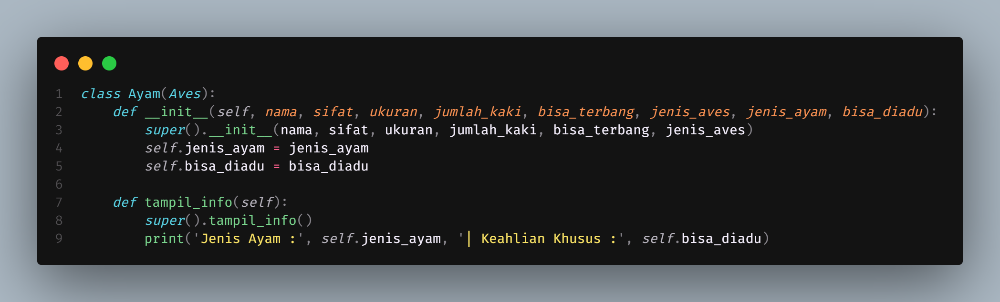 1 class Ayam(Aves):
2     def __init__(self, nama, sifat, ukuran, jumlah_kaki, bisa_terbang, jenis_aves, jenis_ayam, bisa_diadu):
3         super().__init__(nama, sifat, ukuran, jumlah_kaki, bisa_terbang, jenis_aves)
4         self.jenis_ayam = jenis_ayam
5         self.bisa_diadu = bisa_diadu
6
7     def tampil_info(self):
8         super().tampil_info()
9         print('Jenis Ayam :', self.jenis_ayam, '| Keahlian Khusus :', self.bisa_diadu)